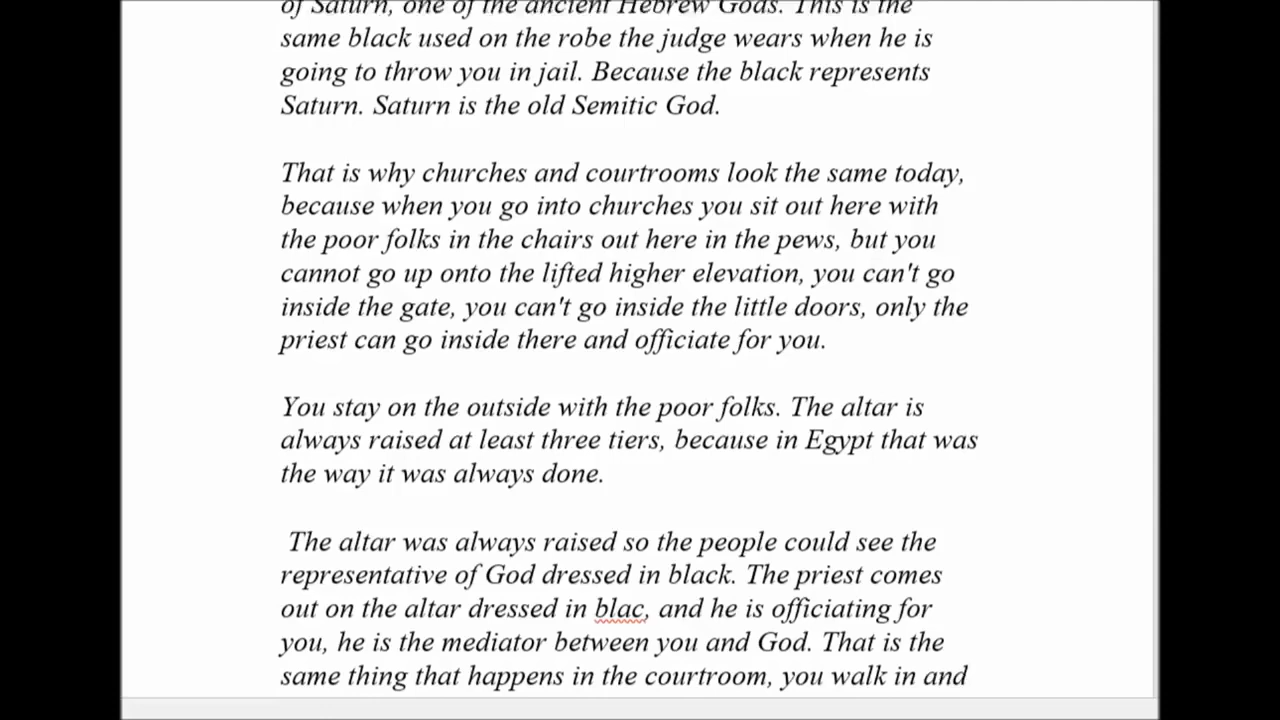 of Saturn, one of the ancient Hebrew Gods. This is the
same black used on the robe the judge wears when he is
going to throw you in jail. Because the black represents
Saturn. Saturn is the old Semitic God.
That is why churches and courtrooms look the same today,
because when you go into churches you sit out here with
the poor folks in the chairs out here in the pews, but you
cannot go up onto the lifted higher elevation, you can't go
inside the gate, you can't go inside the little doors, only the
priest can go inside there and officiate for you.
You stay on the outside with the poor folks. The altar is
always raised at least three tiers, because in Egypt that was
the way it was always done.
The altar was always raised so the people could see the
representative of God dressed in black. The priest comes
out on the altar dressed in blac, and he is officiating for
you, he is the mediator between you and God. That is the
same thing that happens in the courtroom, you walk in and